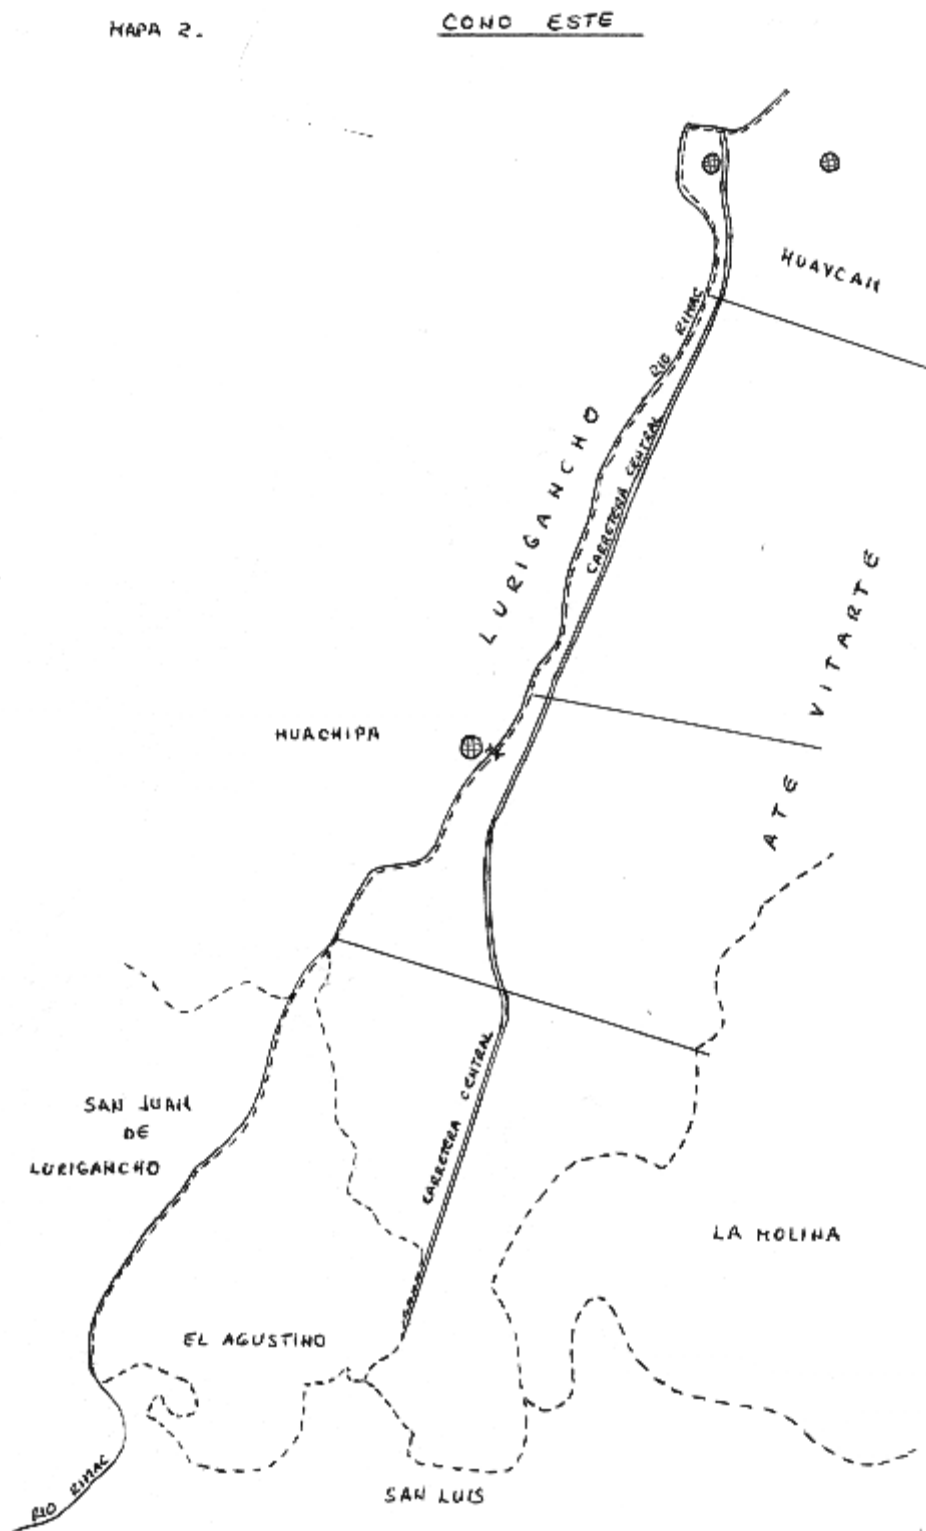 MAPA 2.
CONO ESTE
HUAYCAN
RIO RIMAC
CARRETERA CENTRAL
LURIGANCHO
ATE VITARTE
HUACHIPA
CARRETERA CENTRAL
SAN JUAN
DE
LURIGANCHO
LA MOLINA
EL AGUSTINO
RIO RIMAC
SAN LUIS